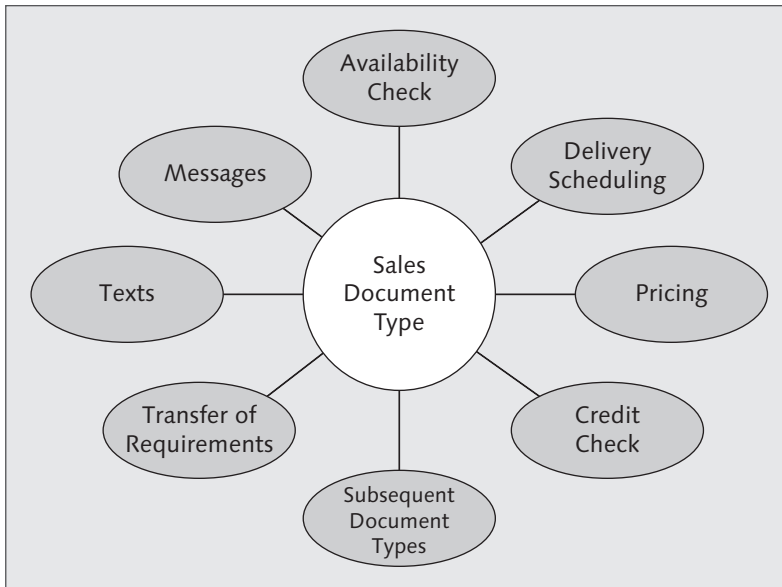 Availability
Check
Messages
Delivery
Scheduling
Sales
Document
Type
Texts
Pricing
Transfer of
Requirements
Credit
Check
Subsequent
Document
Types